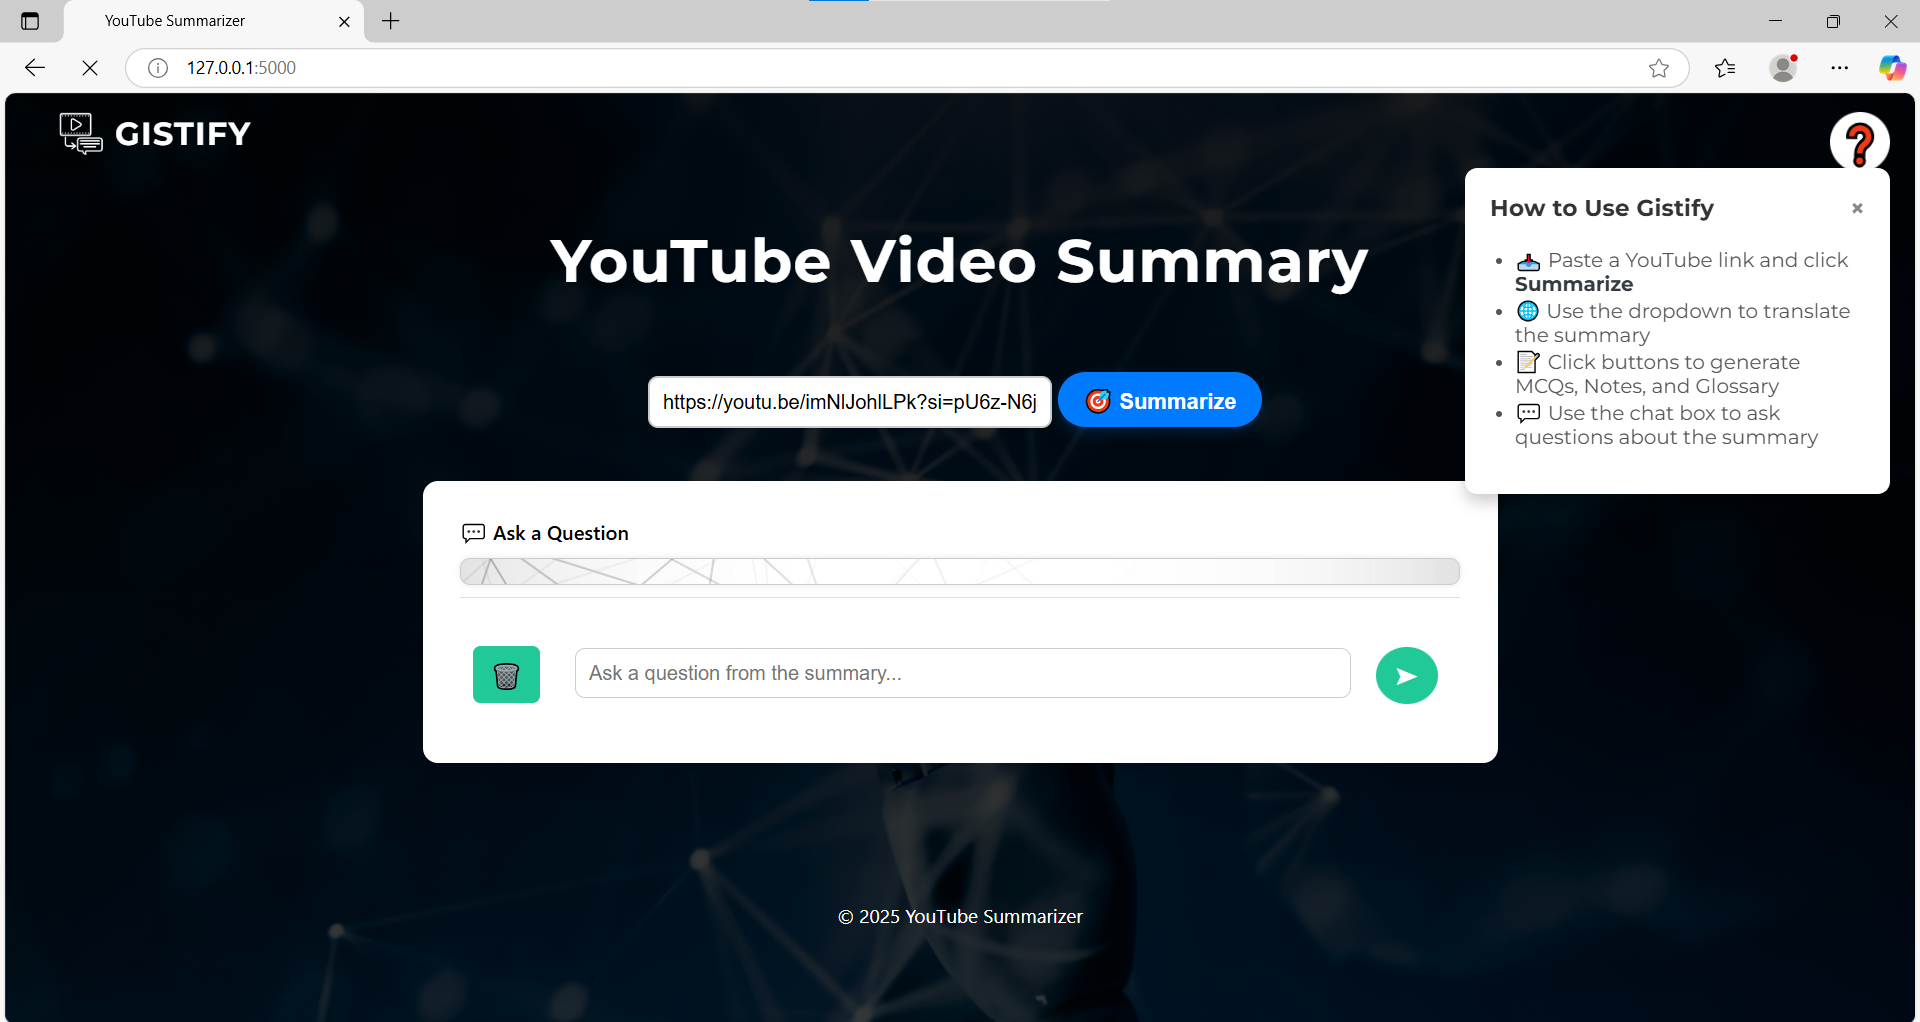 YouTube Summarizer
127.0.0.1:5000
GISTIFY
How to Use Gistify
Paste a YouTube link and click
Summarize
Use the dropdown to translate
the summary
Click buttons to generate
MCQs, Notes, and Glossary
Use the chat box to ask
questions about the summary
YouTube Video Summary
https://youtu.be/imNlJohlLPk?si=pU6z-N6j
Summarize
Ask a Question
Ask a question from the summary...
© 2025 YouTube Summarizer